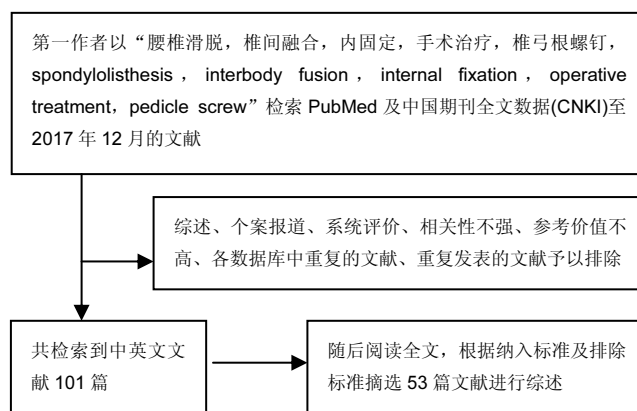 第一作者以“腰椎滑脱，椎间融合，内固定，手术治疗，椎弓根螺钉，
spondylolisthesis，interbody fusion，internal fixation，operative
treatment，pedicle screw”检索 PubMed 及中国期刊全文数据(CNKI)至
2017 年 12 月的文献
综述、个案报道、系统评价、相关性不强、参考价值不
高、各数据库中重复的文献、重复发表的文献予以排除
共检索到中英文文
献 101 篇
随后阅读全文，根据纳入标准及排除
标准摘选 53 篇文献进行综述